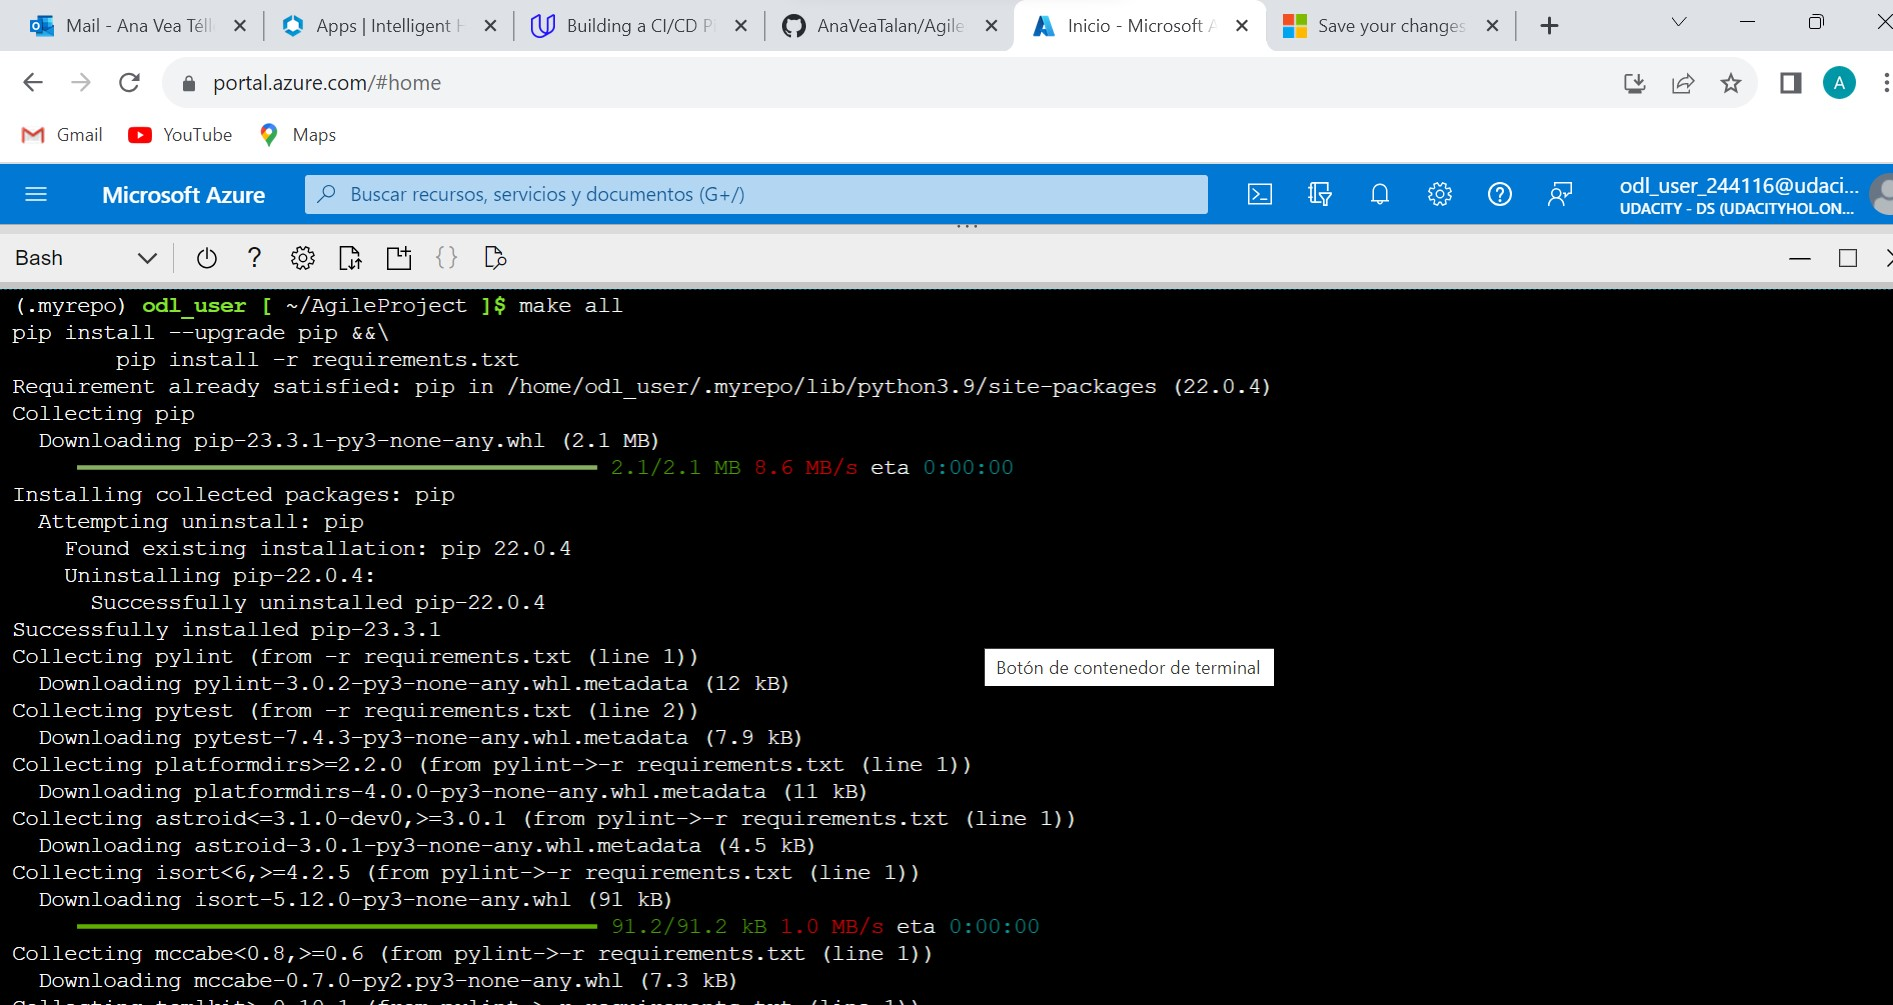 Mail - Ana Vea Téll
Apps | Intelligent H
Building a CI/CD Pi
AnaVeaTalan/Agile
Inicio - Microsoft A
Save your changes
portal.azure.com/#home
A
Gmail
YouTube
Maps
Microsoft Azure
Buscar recursos, servicios y documentos (G+/)
odl_user_244116@udaci...
UDACITY - DS (UDACITYHOL.ON...
Bash
(.myrepo) odl_user [ ~/AgileProject ]$ make all
pip install --upgrade pip &&\
pip install -r requirements.txt
Requirement already satisfied: pip in /home/odl_user/.myrepo/lib/python3.9/site-packages (22.0.4)
Collecting pip
Downloading pip-23.3.1-py3-none-any.whl (2.1 MB)
2.1/2.1 MB 8.6 MB/s eta 0:00:00
Installing collected packages: pip
Attempting uninstall: pip
Found existing installation: pip 22.0.4
Uninstalling pip-22.0.4:
Successfully uninstalled pip-22.0.4
Successfully installed pip-23.3.1
Collecting pylint (from -r requirements.txt (line 1))
Botón de contenedor de terminal
Downloading pylint-3.0.2-py3-none-any.whl.metadata (12 kB)
Collecting pytest (from -r requirements.txt (line 2))
Downloading pytest-7.4.3-py3-none-any.whl.metadata (7.9 kB)
Collecting platformdirs>=2.2.0 (from pylint->-r requirements.txt (line 1))
Downloading platformdirs-4.0.0-py3-none-any.whl.metadata (11 kB)
Collecting astroid<=3.1.0-dev0,>=3.0.1 (from pylint->-r requirements.txt (line 1))
Downloading astroid-3.0.1-py3-none-any.whl.metadata (4.5 kB)
Collecting isort<6,>=4.2.5 (from pylint->-r requirements.txt (line 1))
Downloading isort-5.12.0-py3-none-any.whl (91 kB)
91.2/91.2 kB 1.0 MB/s eta 0:00:00
Collecting mccabe<0.8,>=0.6 (from pylint->-r requirements.txt (line 1))
Downloading mccabe-0.7.0-py2.py3-none-any.whl (7.3 kB)
Collecting tomlkit>=0.10.1 (from pylint->-r requirements.txt (line 1))